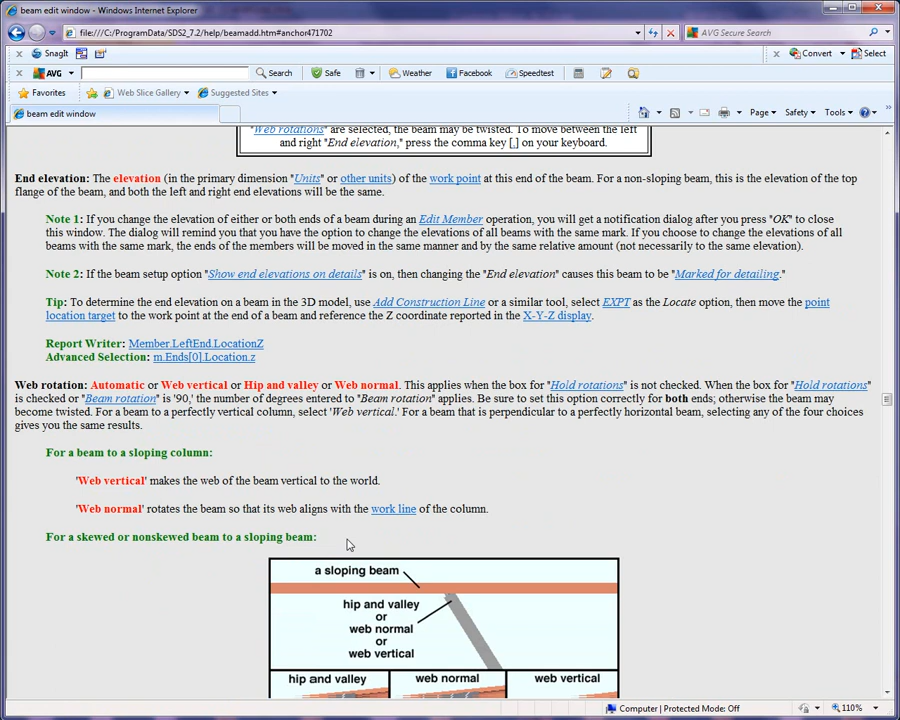 beam edit window - Windows Internet Explorer
file:///C:/ProgramData/SDS2_7.2/help/beamadd.htm#anchor471702
AVG Secure Search
SnagIt
Convert
Select
AVG
Search
Safe
Weather
Facebook
Speedtest
Favorites
Web Slice Gallery
Suggested Sites
beam edit window
Page
Safety
Tools
"Web rotations" are selected, the beam may be twisted. To move between the left
and right "End elevation," press the comma key [,] on your keyboard.
End elevation: The elevation (in the primary dimension "Units" or other units) of the work point at this end of the beam. For a non-sloping beam, this is the elevation of the top
flange of the beam, and both the left and right end elevations will be the same.
Note 1: If you change the elevation of either or both ends of a beam during an Edit Member operation, you will get a notification dialog after you press "OK" to close
this window. The dialog will remind you that you have the option to change the elevations of all beams with the same mark. If you choose to change the elevations of all
beams with the same mark, the ends of the members will be moved in the same manner and by the same relative amount (not necessarily to the same elevation).
Note 2: If the beam setup option "Show end elevations on details" is on, then changing the "End elevation" causes this beam to be "Marked for detailing."
Tip: To determine the end elevation on a beam in the 3D model, use Add Construction Line or a similar tool, select EXPT as the Locate option, then move the point
location target to the work point at the end of a beam and reference the Z coordinate reported in the X-Y-Z display.
Report Writer: Member.LeftEnd.LocationZ
Advanced Selection: m.Ends[0].Location.z
Web rotation: Automatic or Web vertical or Hip and valley or Web normal. This applies when the box for "Hold rotations" is not checked. When the box for "Hold rotations"
is checked or "Beam rotation" is '90,' the number of degrees entered to "Beam rotation" applies. Be sure to set this option correctly for both ends; otherwise the beam may
become twisted. For a beam to a perfectly vertical column, select 'Web vertical.' For a beam that is perpendicular to a perfectly horizontal beam, selecting any of the four choices
gives you the same results.
For a beam to a sloping column:
'Web vertical' makes the web of the beam vertical to the world.
'Web normal' rotates the beam so that its web aligns with the work line of the column.
For a skewed or nonskewed beam to a sloping beam:
a sloping beam
hip and valley
or
web normal
or
web vertical
hip and valley
web normal
web vertical
Computer | Protected Mode: Off
110%